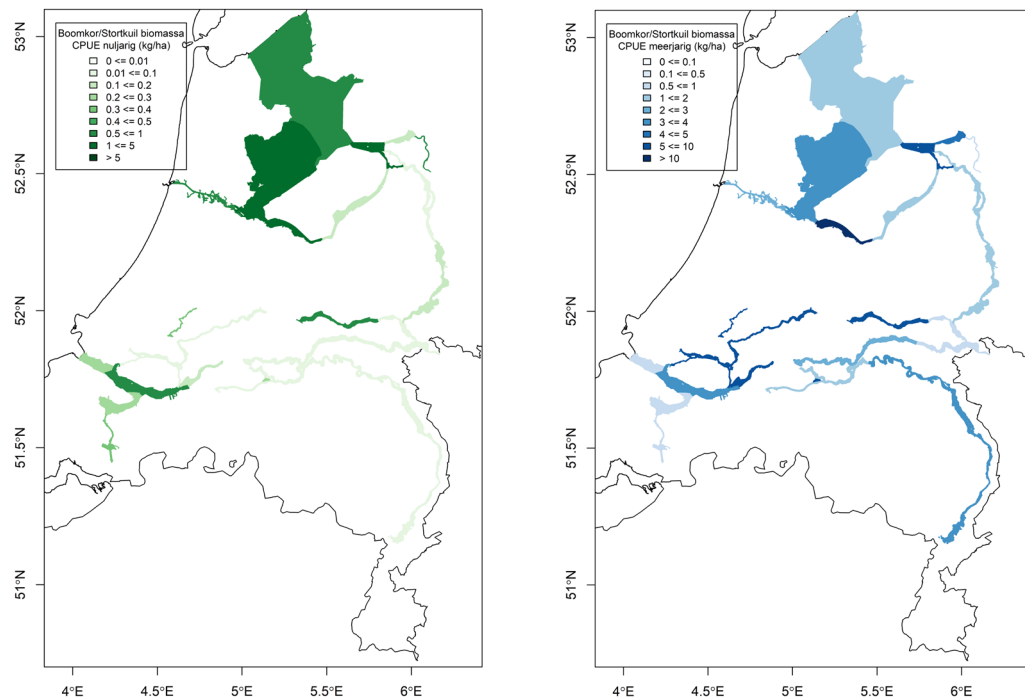 Boomkor/Stortkuil biomassa
CPUE nuljarig (kg/ha)
0 <= 0.01
0.01 <= 0.1
0.1 <= 0.2
0.2 <= 0.3
0.3 <= 0.4
0.4 <= 0.5
0.5 <= 1
1 <= 5
> 5
53°N
52.5°N
52°N
51.5°N
51°N
4°E
4.5°E
5°E
5.5°E
6°E
Boomkor/Stortkuil biomassa
CPUE meerjarig (kg/ha)
0 <= 0.1
0.1 <= 0.5
0.5 <= 1
1 <= 2
2 <= 3
3 <= 4
4 <= 5
5 <= 10
> 10
53°N
52.5°N
52°N
51.5°N
51°N
4°E
4.5°E
5°E
5.5°E
6°E